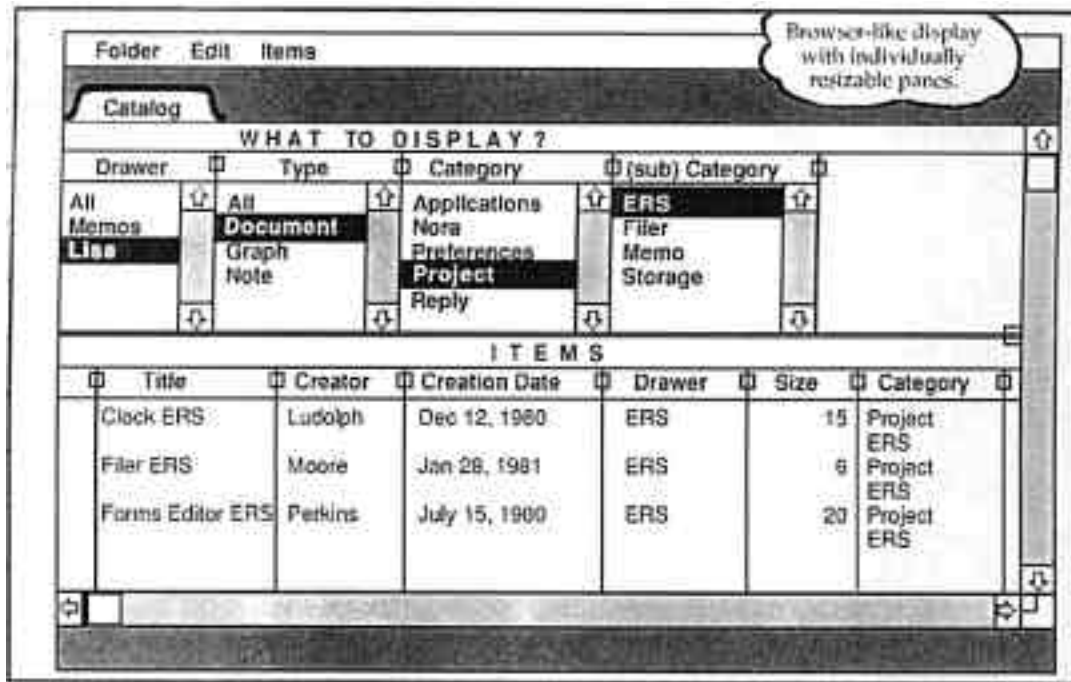 Browser-like display
with individually
resizable panes.
Folder Edit Items
Catalog
WHAT TO DISPLAY?
Drawer Type Category (sub) Category
All All Applications ERS
Memos Document Nora Filer
Lisa Graph Preferences Memo
Note Project Storage
Reply
ITEMS
Title Creator Creation Date Drawer Size Category
Clock ERS Ludolph Dec 12, 1980 ERS 15 Project
ERS
Filer ERS Moore Jan 28, 1981 ERS 6 Project
ERS
Forms Editor ERS Perkins July 15, 1980 ERS 20 Project
ERS